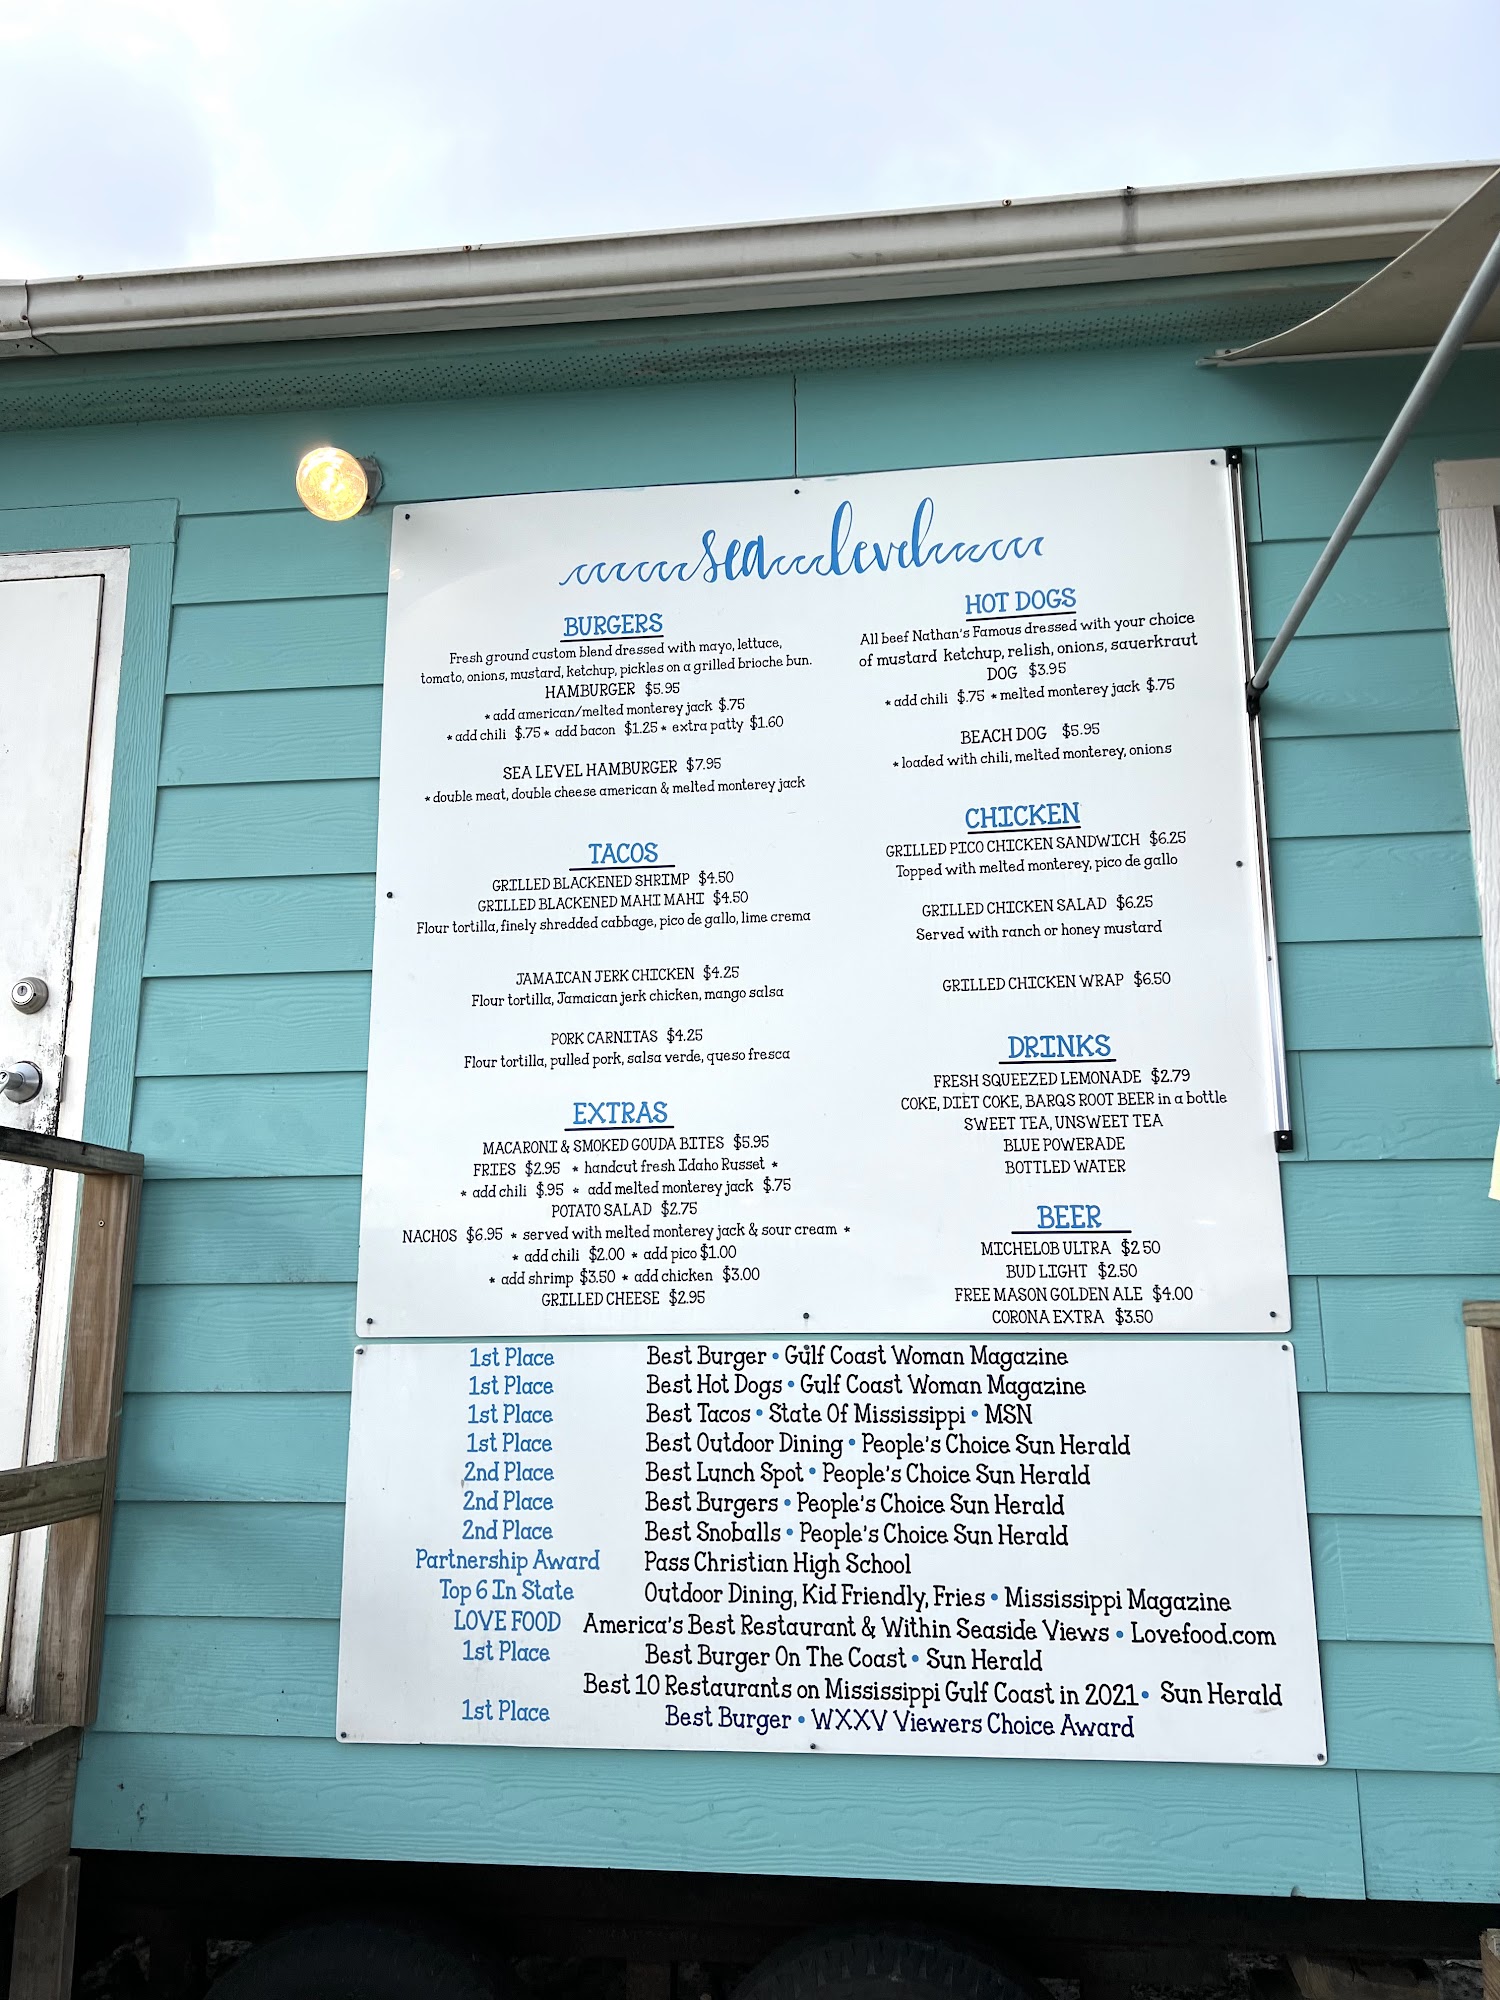 sea level
BURGERS
Fresh ground custom blend dressed with mayo, lettuce,
tomato, onions, mustard, ketchup, pickles on a grilled brioche bun.
HAMBURGER $5.95
* add american/melted monterey jack $.75
* add chili $.75 * add bacon $1.25 * extra patty $1.60
SEA LEVEL HAMBURGER $7.95
* double meat, double cheese american & melted monterey jack
TACOS
GRILLED BLACKENED SHRIMP $4.50
GRILLED BLACKENED MAHI MAHI $4.50
Flour tortilla, finely shredded cabbage, pico de gallo, lime crema
JAMAICAN JERK CHICKEN $4.25
Flour tortilla, Jamaican jerk chicken, mango salsa
PORK CARNITAS $4.25
Flour tortilla, pulled pork, salsa verde, queso fresca
EXTRAS
MACARONI & SMOKED GOUDA BITES $5.95
FRIES $2.95 * handcut fresh Idaho Russet *
* add chili $.95 * add melted monterey jack $.75
POTATO SALAD $2.75
NACHOS $6.95 * served with melted monterey jack & sour cream *
* add chili $2.00 * add pico $1.00
* add shrimp $3.50 * add chicken $3.00
GRILLED CHEESE $2.95
HOT DOGS
All beef Nathan's Famous dressed with your choice
of mustard ketchup, relish, onions, sauerkraut
DOG $3.95
* add chili $.75 * melted monterey jack $.75
BEACH DOG $5.95
* loaded with chili, melted monterey, onions
CHICKEN
GRILLED PICO CHICKEN SANDWICH $6.25
Topped with melted monterey, pico de gallo
GRILLED CHICKEN SALAD $6.25
Served with ranch or honey mustard
GRILLED CHICKEN WRAP $6.50
DRINKS
FRESH SQUEEZED LEMONADE $2.79
COKE, DIET COKE, BARQS ROOT BEER in a bottle
SWEET TEA, UNSWEET TEA
BLUE POWERADE
BOTTLED WATER
BEER
MICHELOB ULTRA $2 50
BUD LIGHT $2.50
FREE MASON GOLDEN ALE $4.00
CORONA EXTRA $3.50
1st Place Best Burger • Gulf Coast Woman Magazine
1st Place Best Hot Dogs • Gulf Coast Woman Magazine
1st Place Best Tacos • State Of Mississippi • MSN
1st Place Best Outdoor Dining • People's Choice Sun Herald
2nd Place Best Lunch Spot • People's Choice Sun Herald
2nd Place Best Burgers • People's Choice Sun Herald
2nd Place Best Snoballs • People's Choice Sun Herald
Partnership Award Pass Christian High School
Top 6 In State Outdoor Dining, Kid Friendly, Fries • Mississippi Magazine
LOVE FOOD America's Best Restaurant & Within Seaside Views • Lovefood.com
1st Place Best Burger On The Coast • Sun Herald
Best 10 Restaurants on Mississippi Gulf Coast in 2021 • Sun Herald
1st Place Best Burger • WXXV Viewers Choice Award